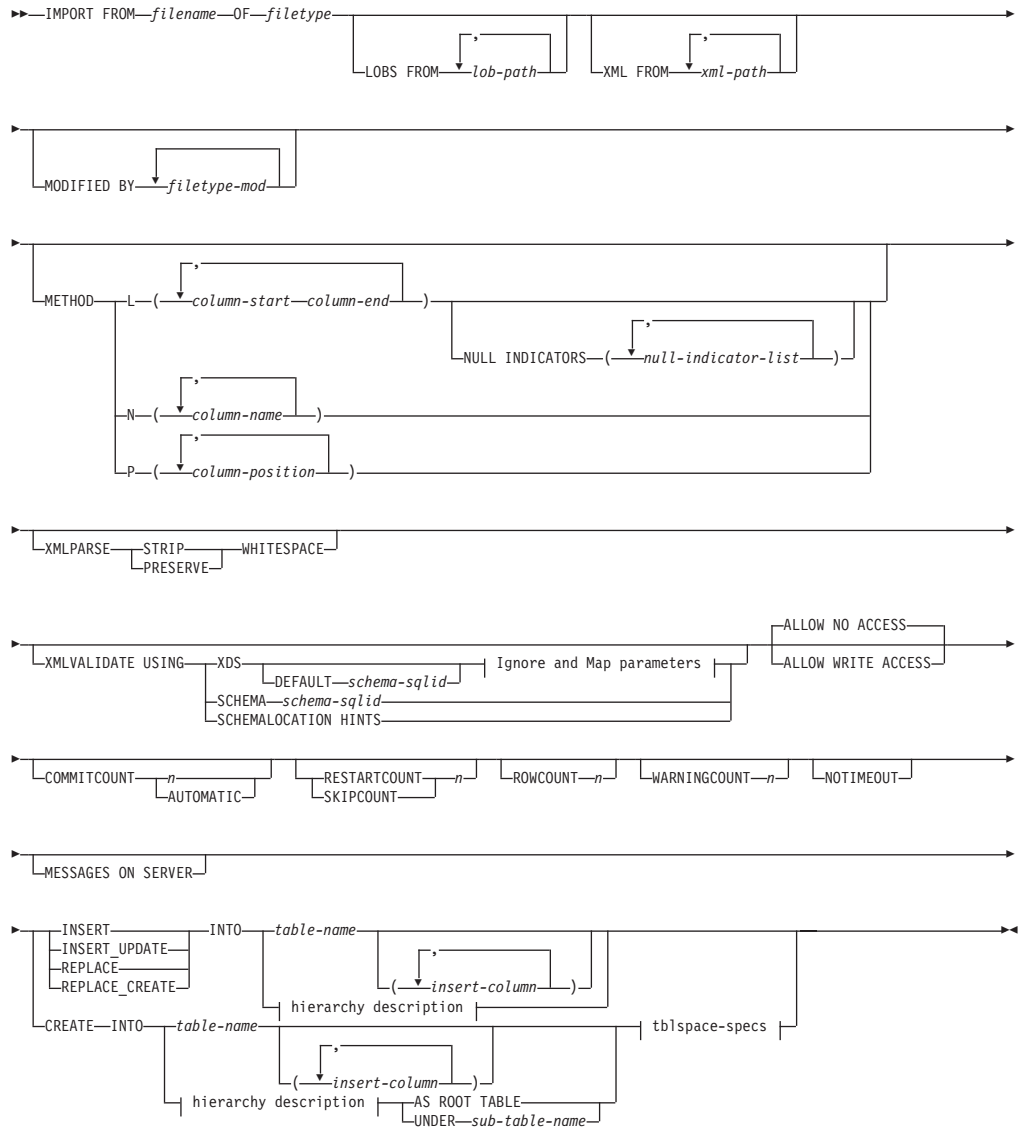 IMPORT FROM filename OF filetype
,
,
LOBS FROM lob-path
XML FROM xml-path
MODIFIED BY filetype-mod
,
METHOD L ( column-start column-end )
,
NULL INDICATORS ( null-indicator-list )
,
N ( column-name )
,
P ( column-position )
XMLPARSE STRIP WHITESPACE
PRESERVE
ALLOW NO ACCESS
XMLVALIDATE USING XDS Ignore and Map parameters ALLOW WRITE ACCESS
DEFAULT schema-sqlid
SCHEMA schema-sqlid
SCHEMALOCATION HINTS
COMMITCOUNT n RESTARTCOUNT n ROWCOUNT n WARNINGCOUNT n NOTIMEOUT
AUTOMATIC SKIPCOUNT
MESSAGES ON SERVER
INSERT INTO table-name
INSERT_UPDATE ,
REPLACE
REPLACE_CREATE ( insert-column )
hierarchy description
CREATE INTO table-name tblspace-specs
,
( insert-column )
hierarchy description AS ROOT TABLE
UNDER sub-table-name